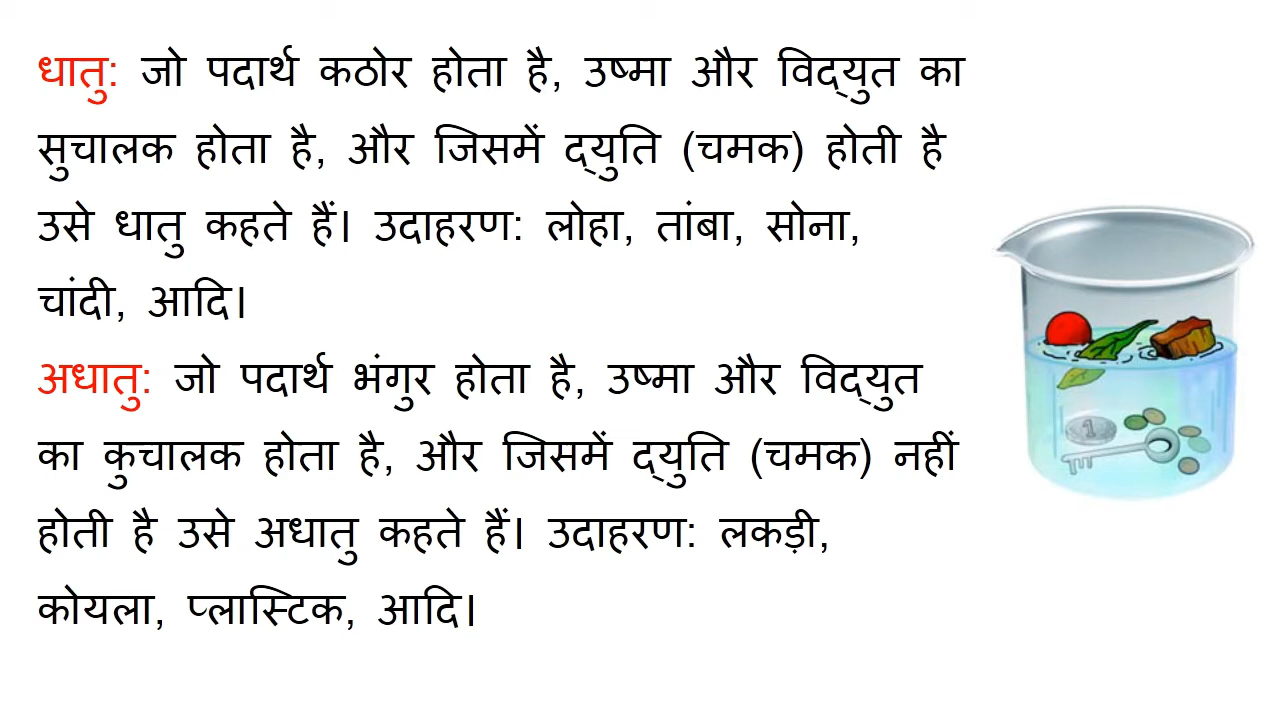 धातु: जो पदार्थ कठोर होता है, उष्मा और विद्‌युत का
सुचालक होता है, और जिसमें द्‌युति (चमक) होती है
उसे धातु कहते हैं। उदाहरण: लोहा, तांबा, सोना,
चांदी, आदि।
अधातु: जो पदार्थ भंगुर होता है, उष्मा और विद्‌युत
का कुचालक होता है, और जिसमें द्‌युति (चमक) नहीं
होती है उसे अधातु कहते हैं। उदाहरण: लकड़ी,
कोयला, प्लास्टिक, आदि।
1